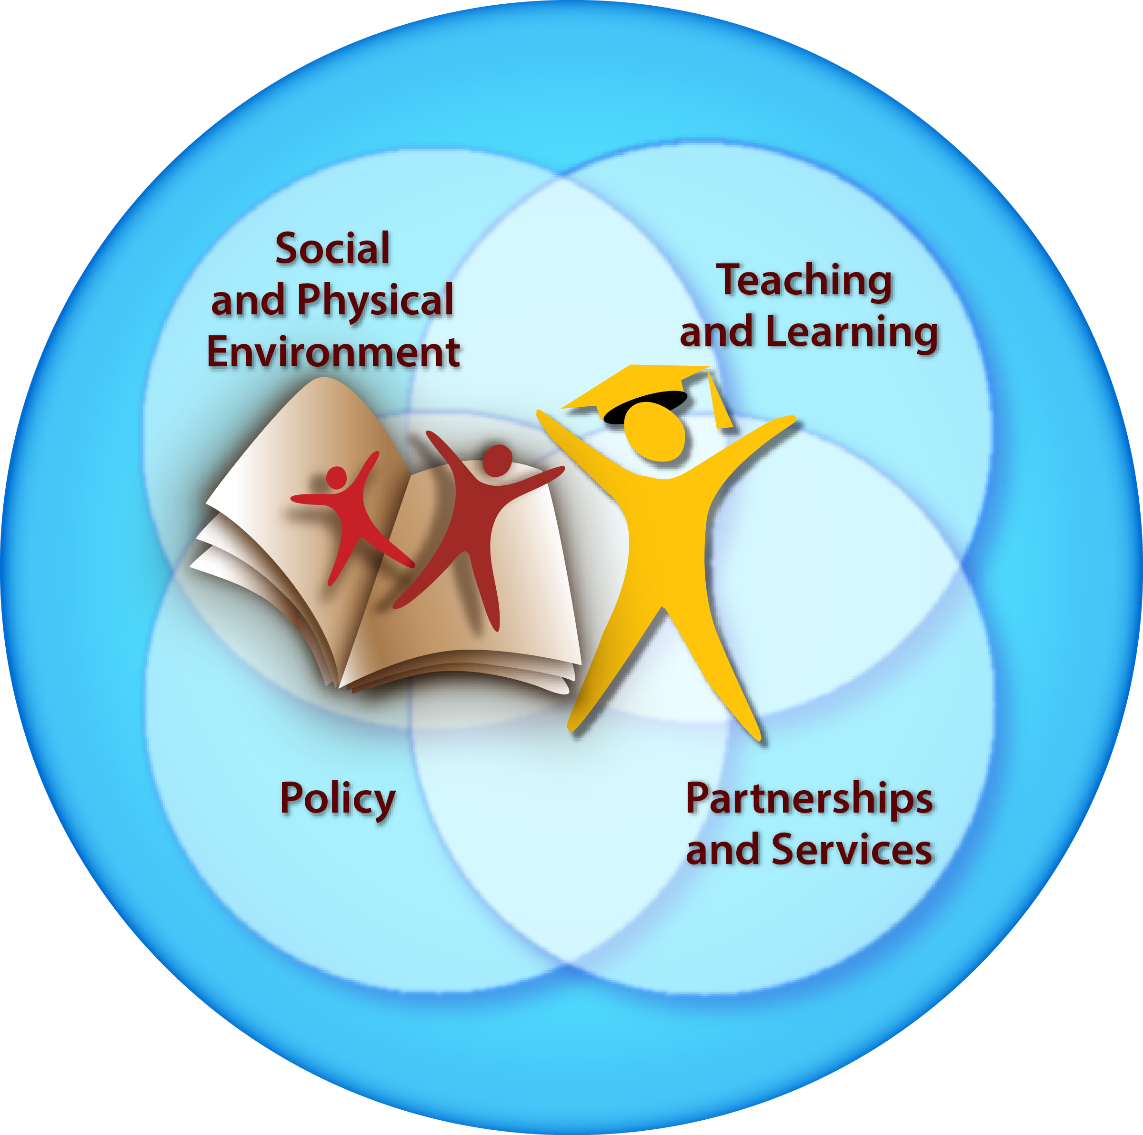 Social
and Physical
Environment
Teaching
and Learning
Policy
Partnerships
and Services